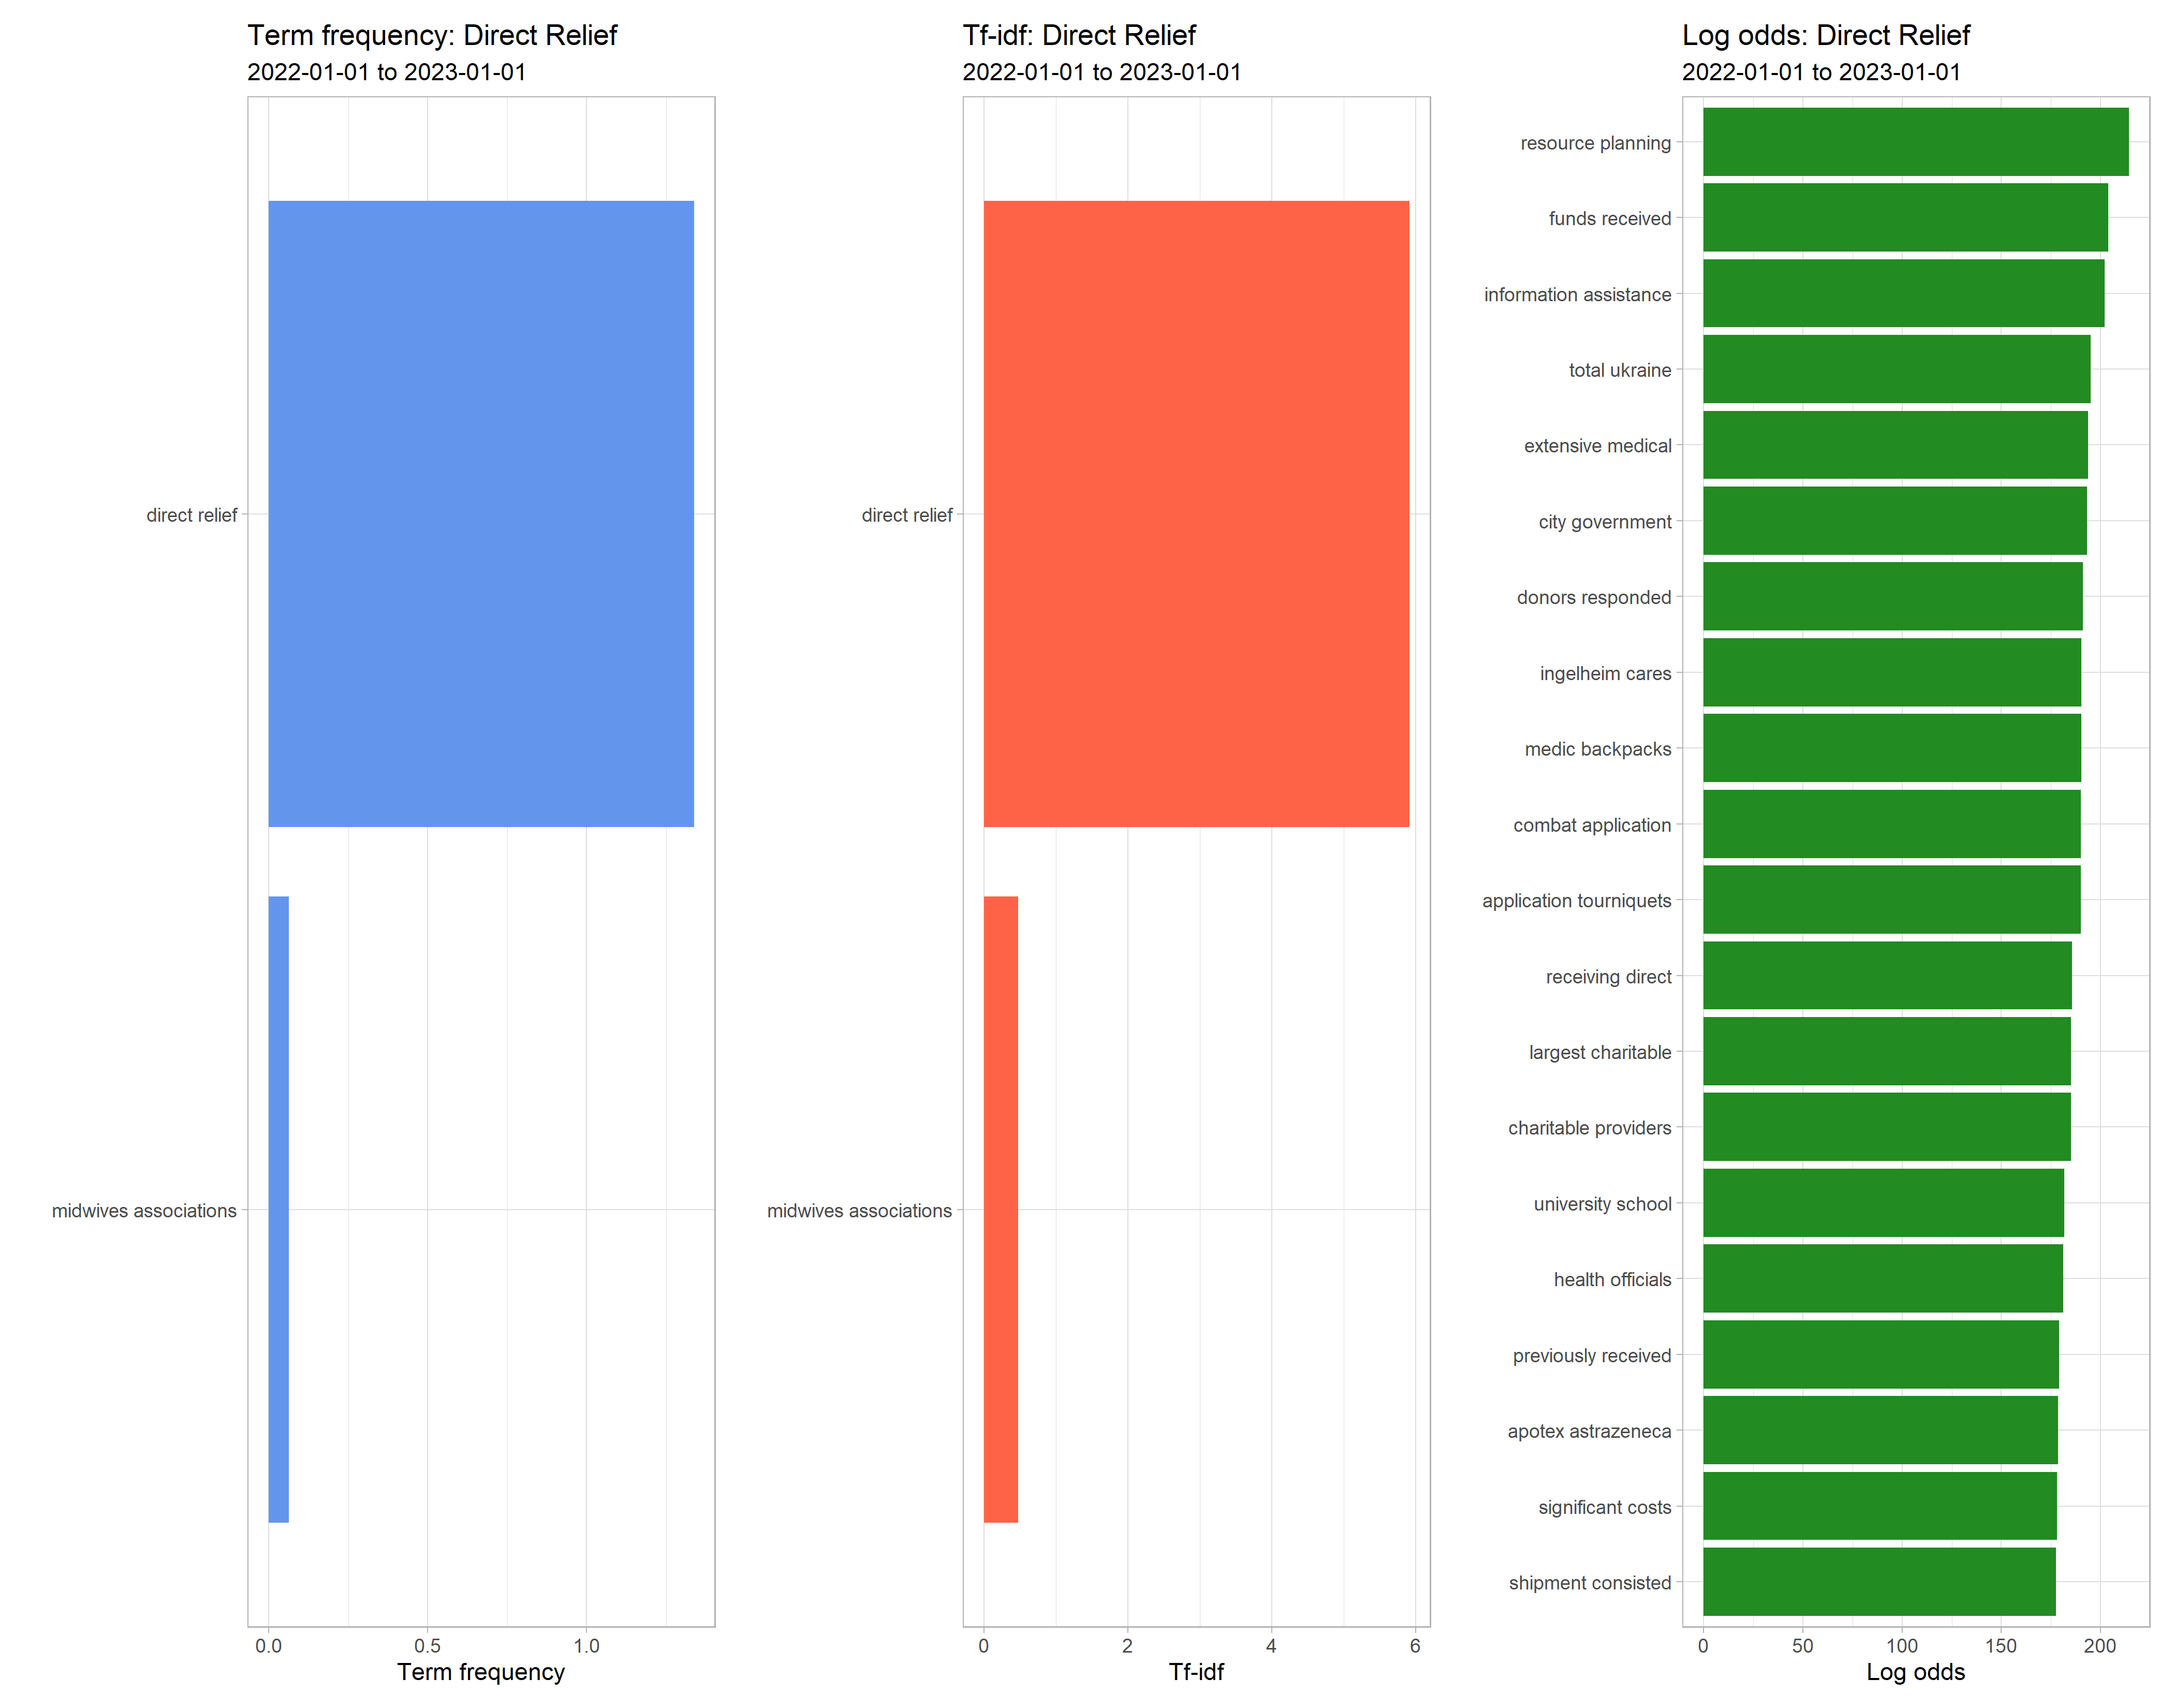 Term frequency: Direct Relief
2022-01-01 to 2023-01-01
direct relief
midwives associations
0.0 0.5 1.0
Term frequency
Tf-idf: Direct Relief
2022-01-01 to 2023-01-01
direct relief
midwives associations
0 2 4 6
Tf-idf
Log odds: Direct Relief
2022-01-01 to 2023-01-01
resource planning
funds received
information assistance
total ukraine
extensive medical
city government
donors responded
ingelheim cares
medic backpacks
combat application
application tourniquets
receiving direct
largest charitable
charitable providers
university school
health officials
previously received
apotex astrazeneca
significant costs
shipment consisted
0 50 100 150 200
Log odds